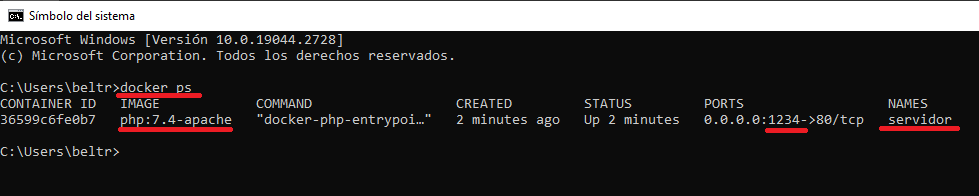 Símbolo del sistema
Microsoft Windows [Versión 10.0.19044.2728]
(c) Microsoft Corporation. Todos los derechos reservados.
C:\Users\beltr>docker ps
CONTAINER ID   IMAGE            COMMAND                  CREATED         STATUS         PORTS                  NAMES
36599c6fe0b7   php:7.4-apache   "docker-php-entrypoi…"   2 minutes ago   Up 2 minutes   0.0.0.0:1234->80/tcp   servidor
C:\Users\beltr>